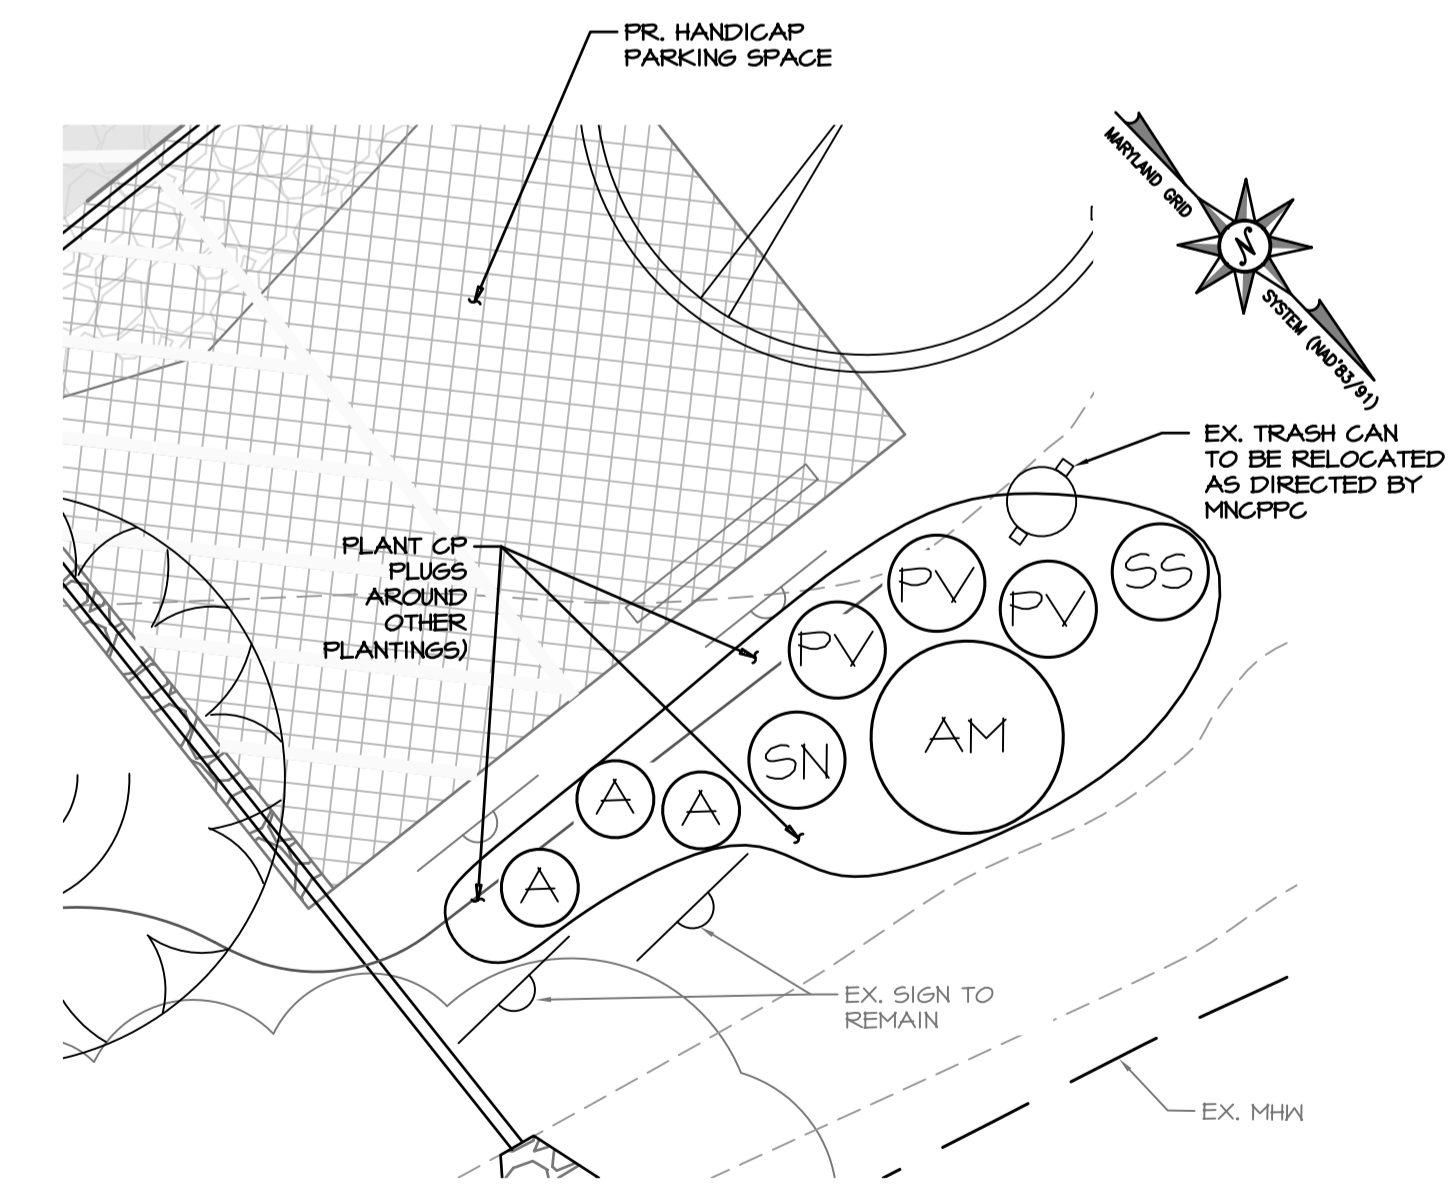 PR. HANDICAP
PARKING SPACE
MARYLAND GRID
N
SYSTEM (NAD'83/91)
EX. TRASH CAN
TO BE RELOCATED
AS DIRECTED BY
MNCPPC
PLANT CP
PLUGS
AROUND
OTHER
PLANTINGS)
PV
PV
SS
PV
AM
SN
A
A
A
EX. SIGN TO
REMAIN
EX. MHW